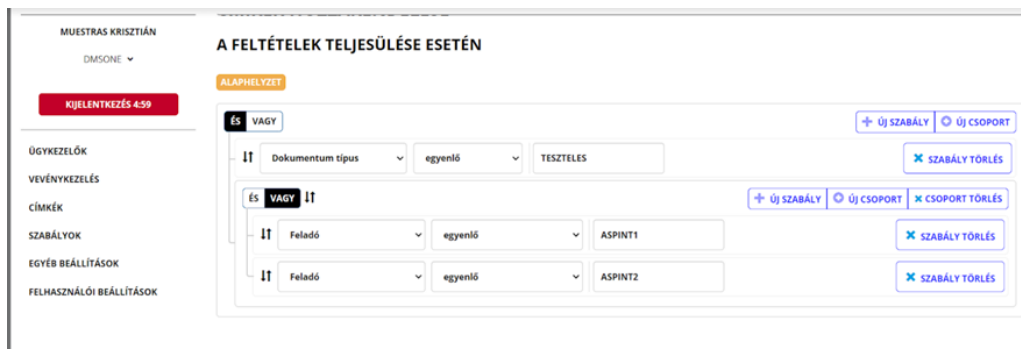 MUESTRAS KRISZTIÁN
DMSONE
KIJELENTKEZÉS 4:59
ÜGYKEZELŐK
VEVÉNYKEZELÉS
CÍMKÉK
SZABÁLYOK
EGYÉB BEÁLLÍTÁSOK
FELHASZNÁLÓI BEÁLLÍTÁSOK
A FELTÉTELEK TELJESÜLÉSE ESETÉN
ALAPHELYZET
ÉS VAGY ÚJ SZABÁLY ÚJ CSOPORT
Dokumentum típus egyenlő TESZTELES SZABÁLY TÖRLÉS
ÉS VAGY ÚJ SZABÁLY ÚJ CSOPORT CSOPORT TÖRLÉS
Feladó egyenlő ASPINT1 SZABÁLY TÖRLÉS
Feladó egyenlő ASPINT2 SZABÁLY TÖRLÉS